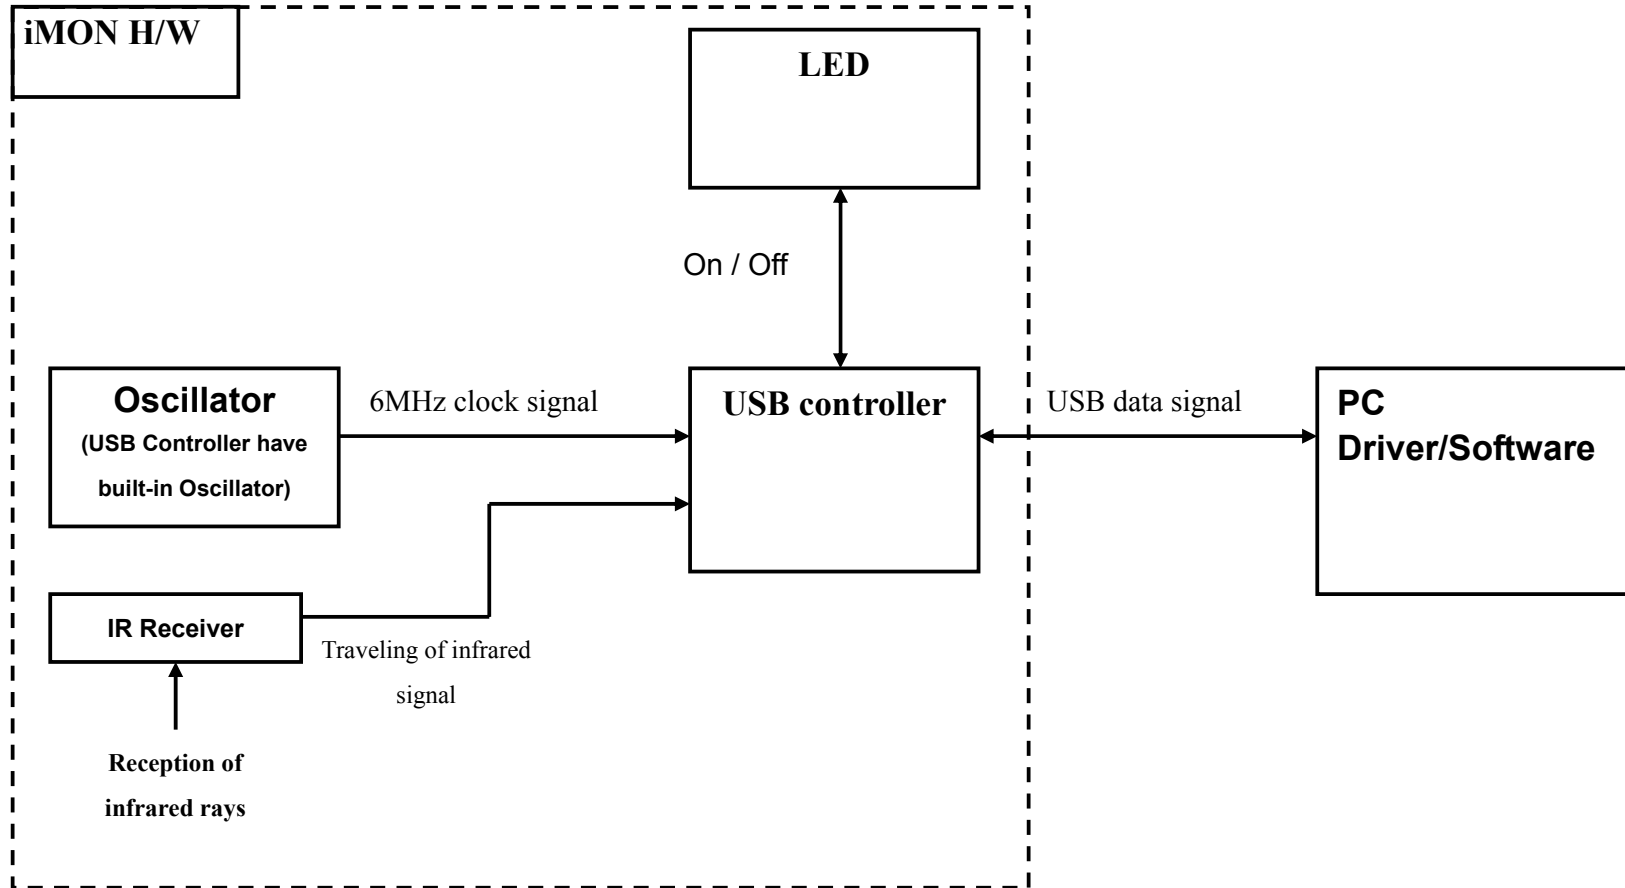 iMON H/W
LED
On / Off
Oscillator
(USB Controller have
built-in Oscillator)
6MHz clock signal
USB controller
USB data signal
PC
Driver/Software
IR Receiver
Traveling of infrared
signal
Reception of
infrared rays